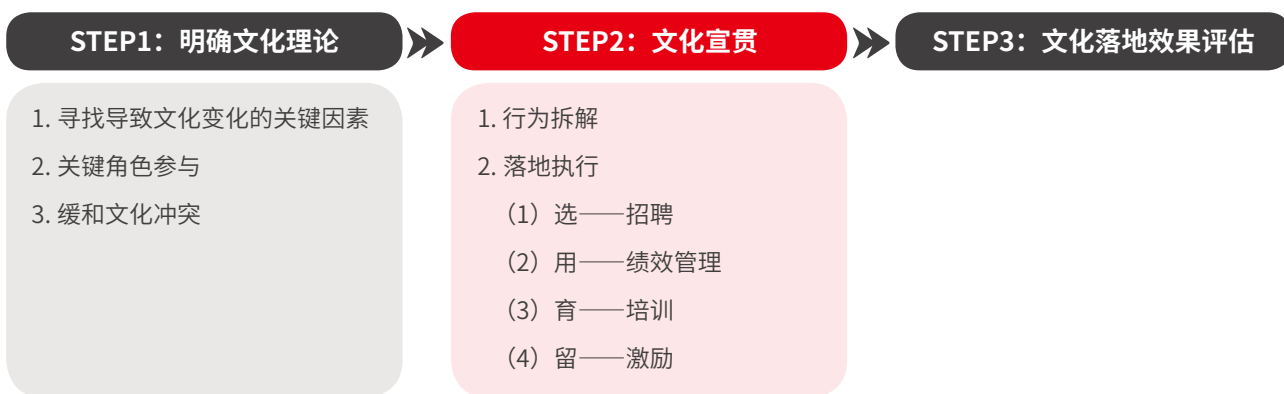 STEP1：明确文化理论
STEP2：文化宣贯
STEP3：文化落地效果评估
1. 寻找导致文化变化的关键因素
2. 关键角色参与
3. 缓和文化冲突
1. 行为拆解
2. 落地执行
（1）选——招聘
（2）用——绩效管理
（3）育——培训
（4）留——激励